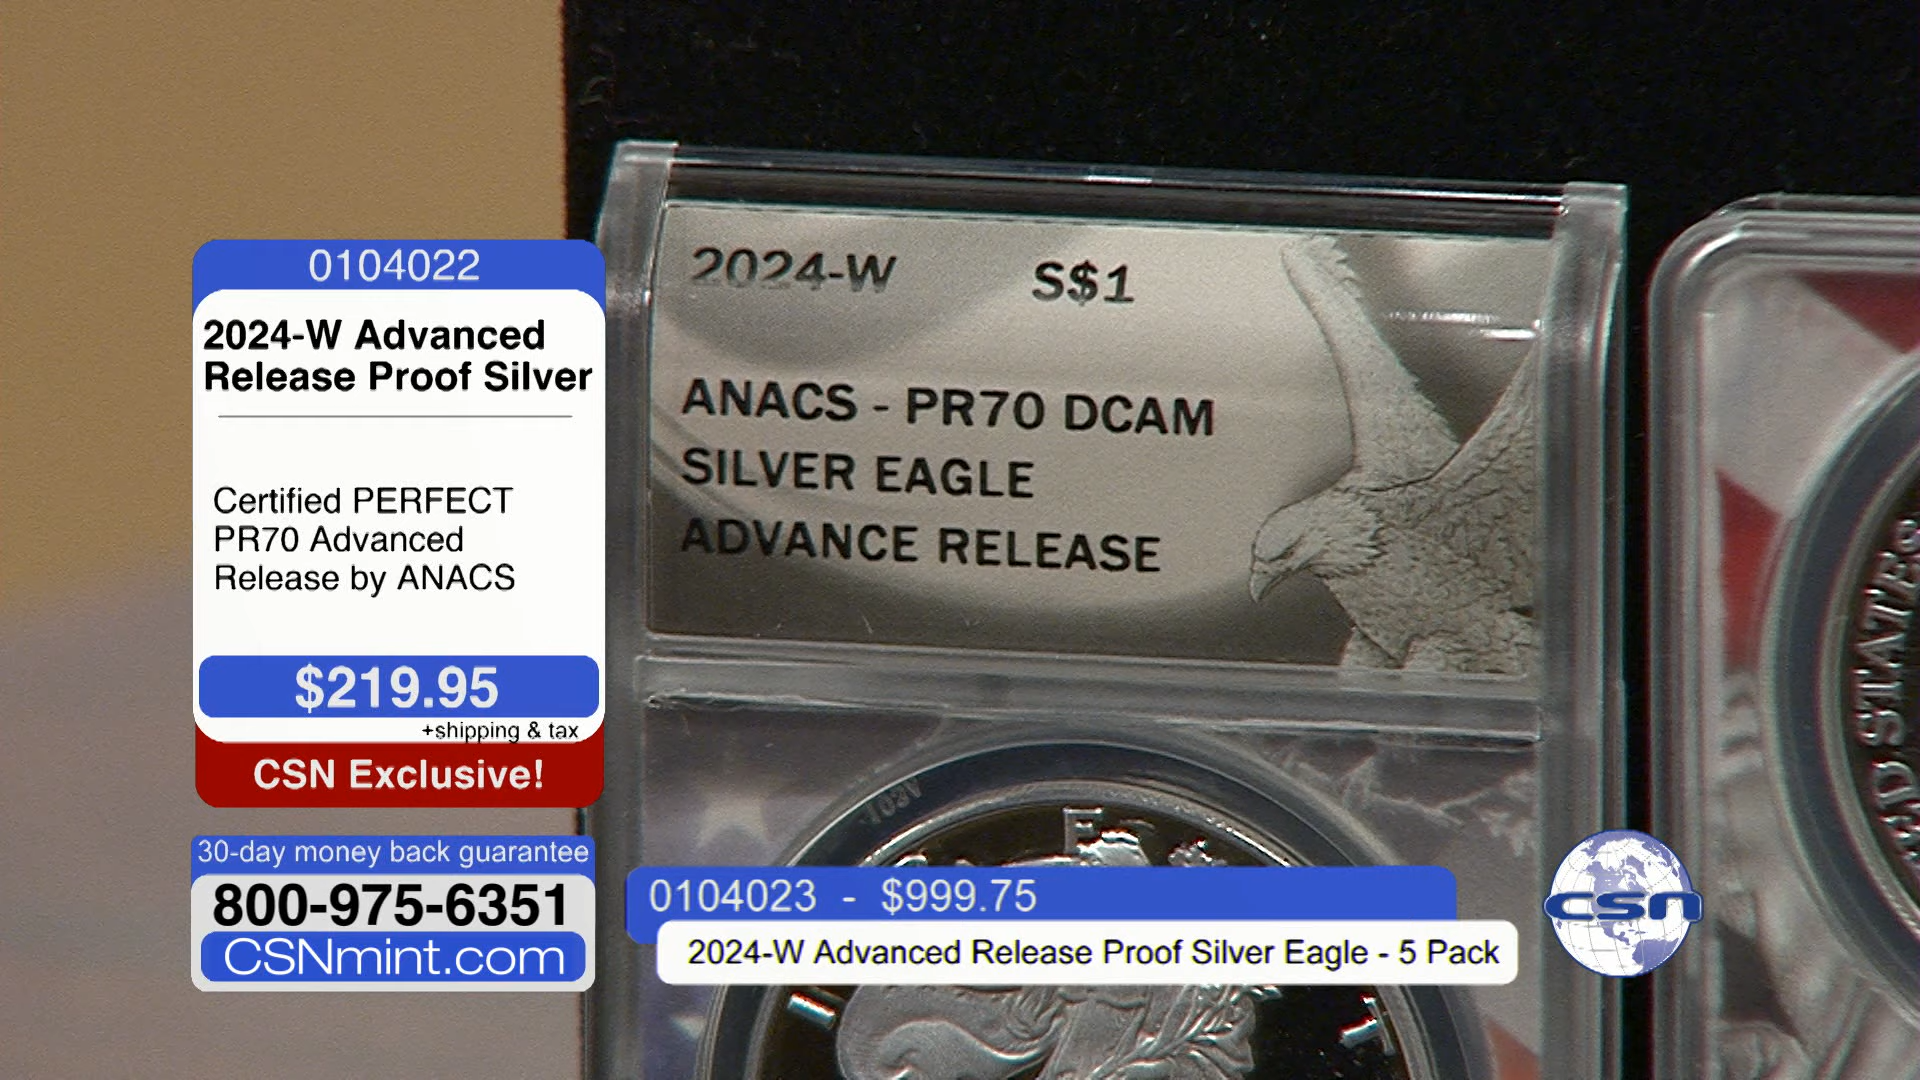 0104022
2024-W Advanced
Release Proof Silver
Certified PERFECT
PR70 Advanced
Release by ANACS
$219.95
+shipping & tax
CSN Exclusive!
30-day money back guarantee
800-975-6351
CSNmint.com
2024-W S$1
ANACS - PR70 DCAM
SILVER EAGLE
ADVANCE RELEASE
0104023 - $999.75
2024-W Advanced Release Proof Silver Eagle - 5 Pack
csn
STATES